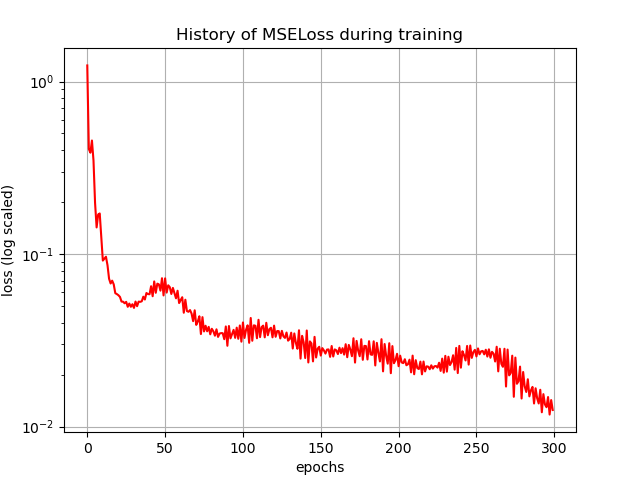 History of MSELoss during training
loss (log scaled)
10⁰
10⁻¹
10⁻²
0 50 100 150 200 250 300
epochs